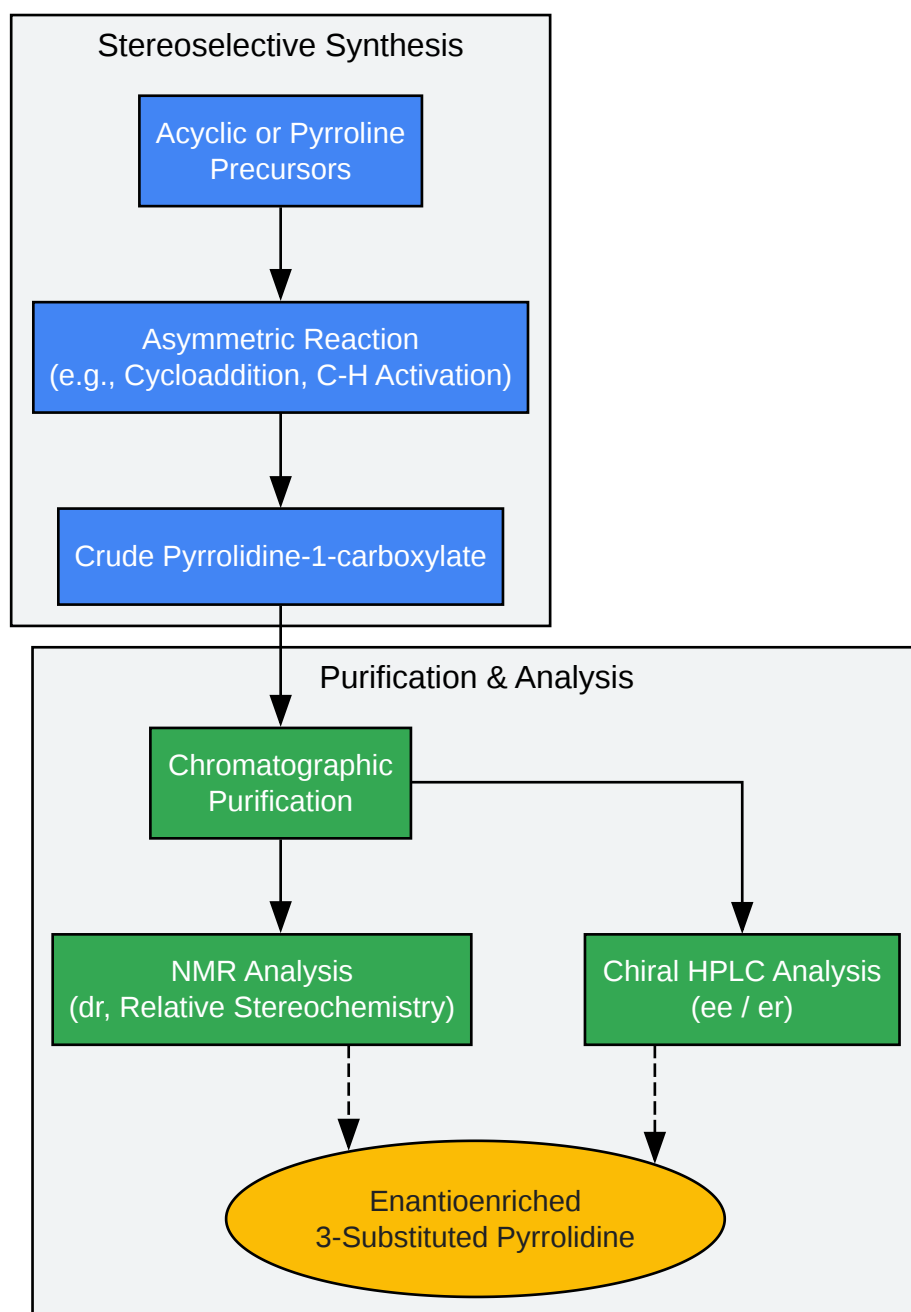 Stereoselective Synthesis
Acyclic or Pyrroline
Precursors
Asymmetric Reaction
(e.g., Cycloaddition, C-H Activation)
Crude Pyrrolidine-1-carboxylate
Purification & Analysis
Chromatographic
Purification
NMR Analysis
(dr, Relative Stereochemistry)
Chiral HPLC Analysis
(ee / er)
Enantioenriched
3-Substituted Pyrrolidine